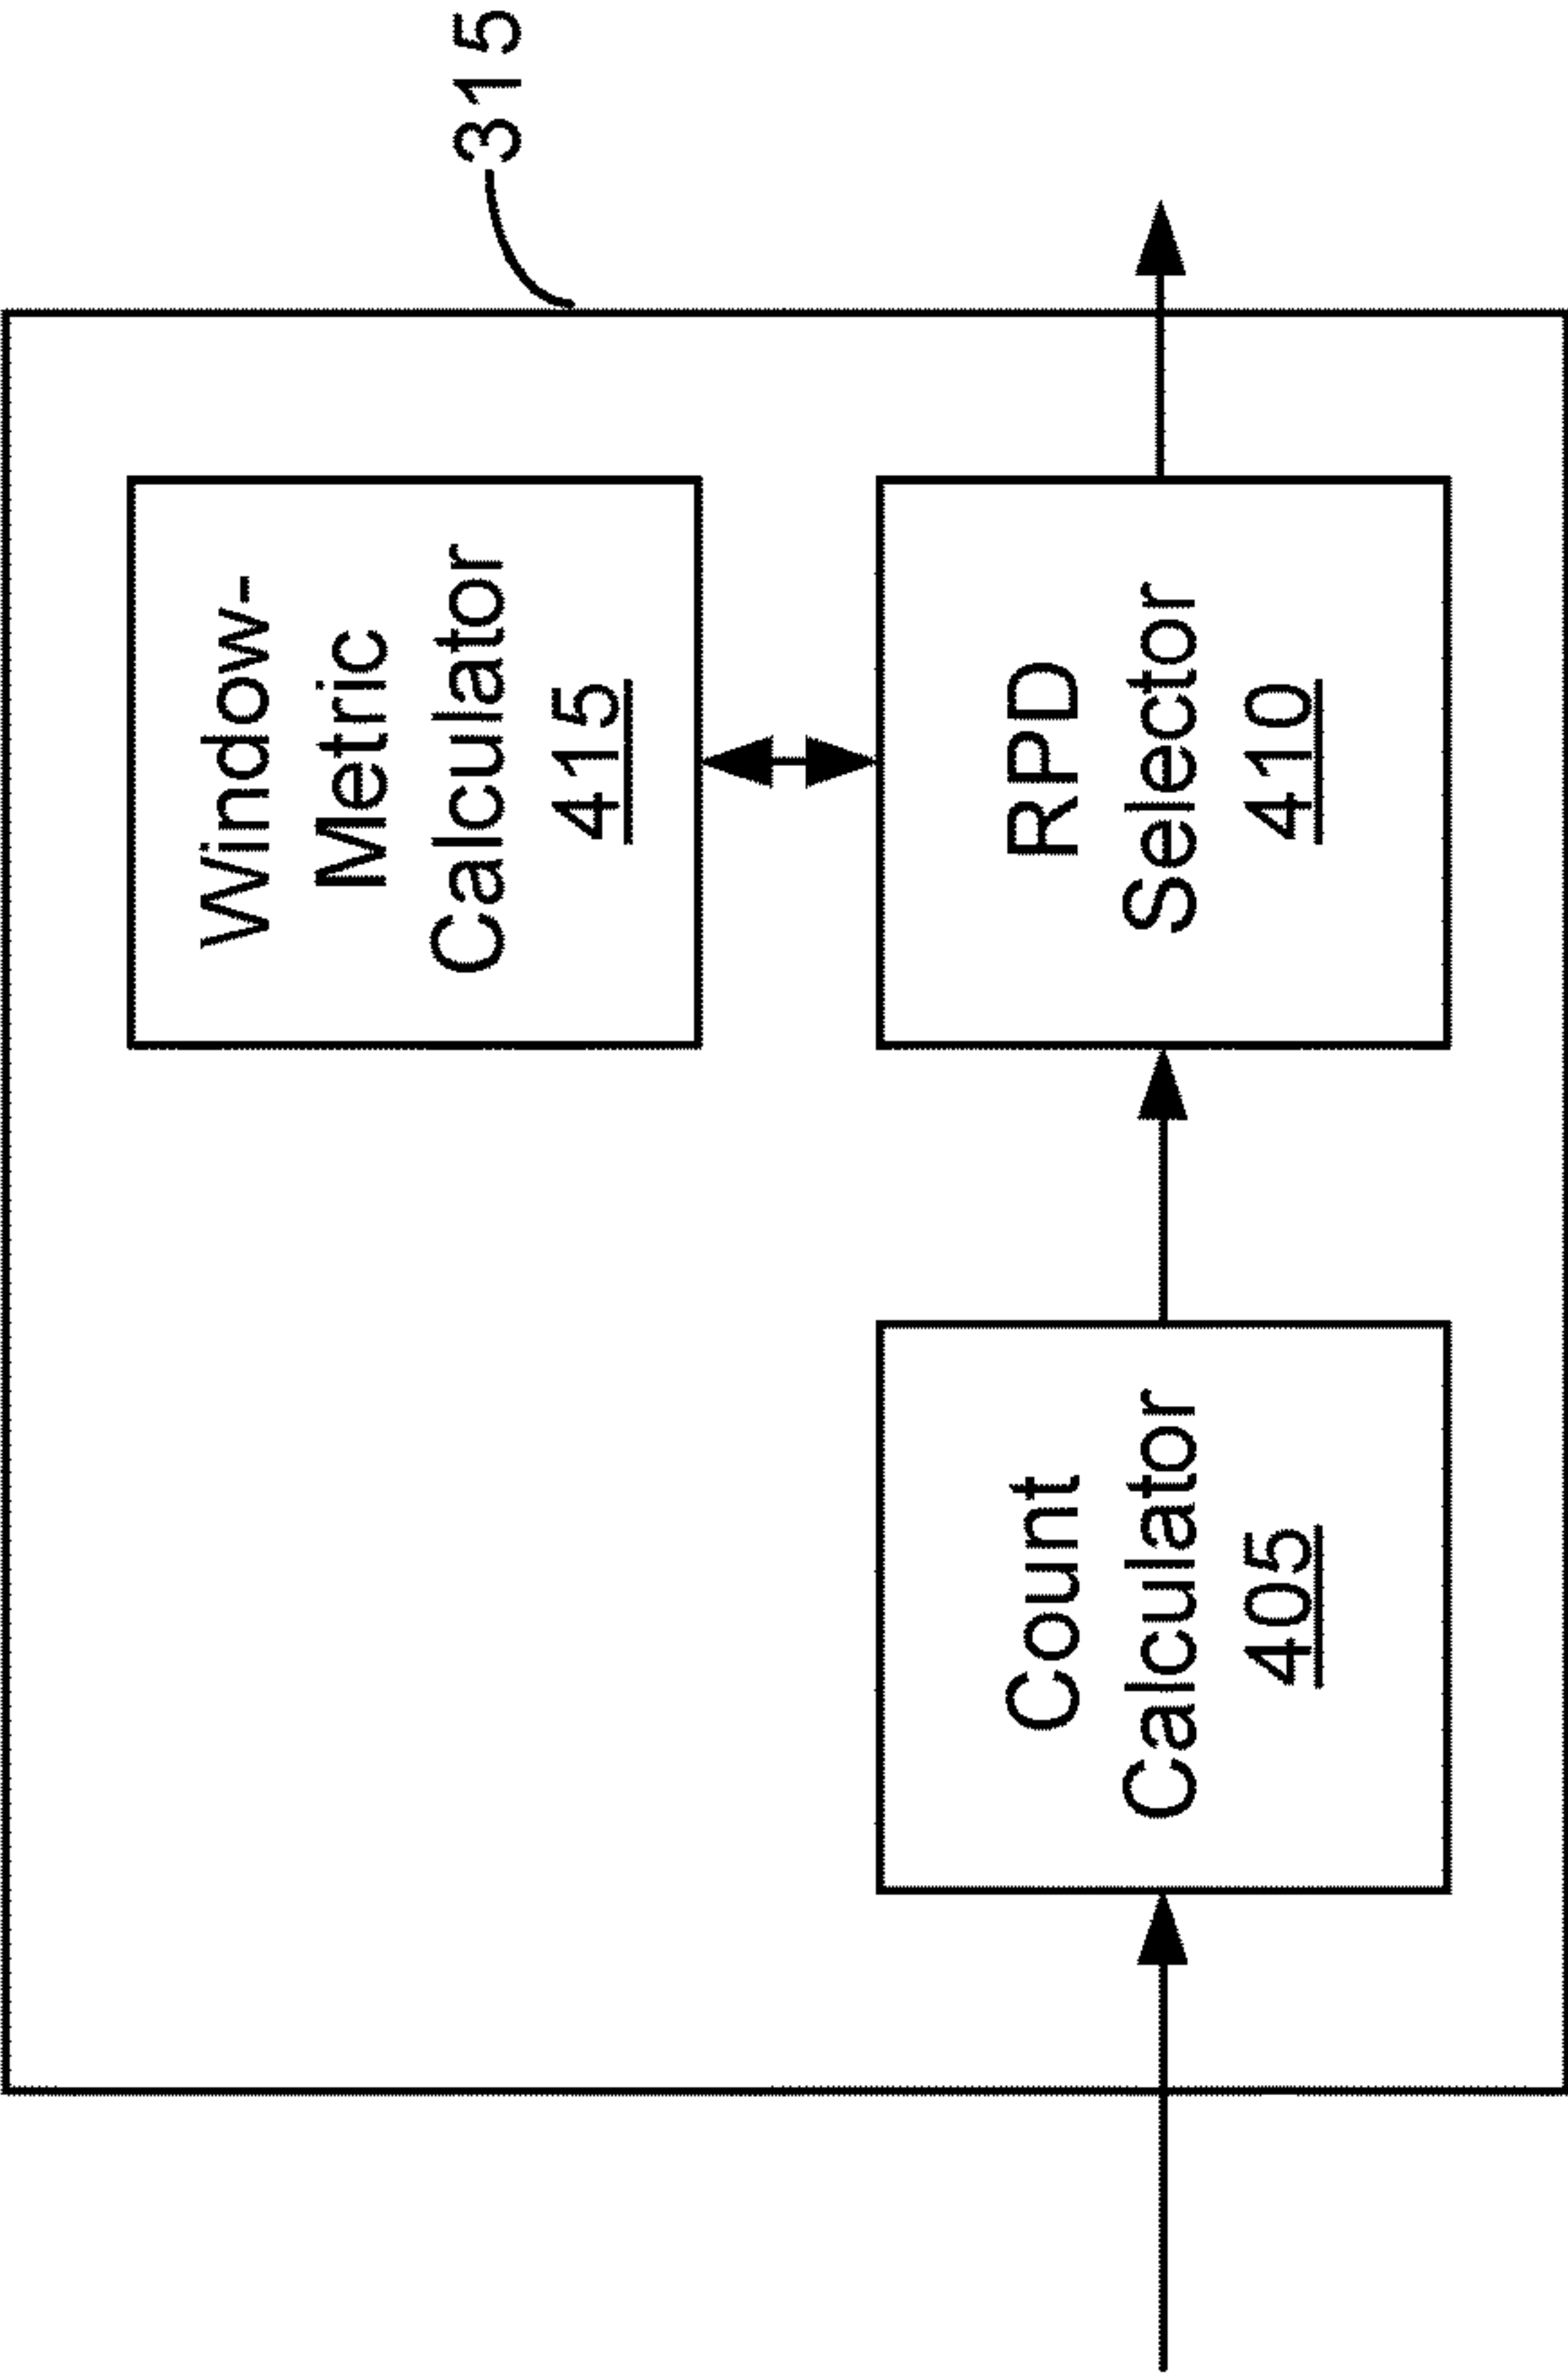 315
Window-
Metric
Calculator
415
Count
Calculator
405
RPD
Selector
410